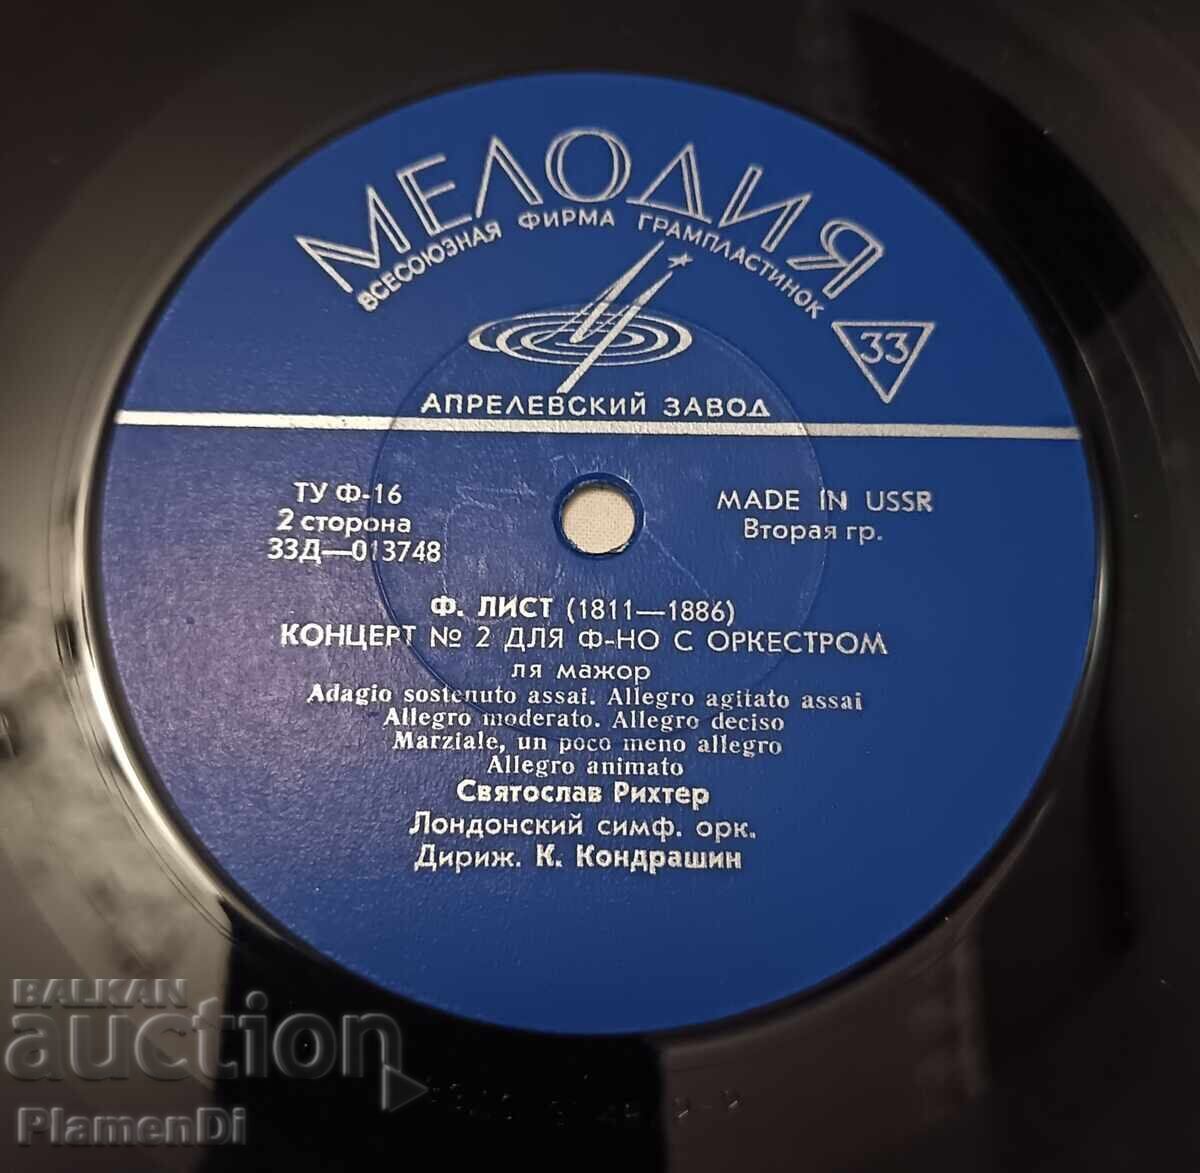 МЕЛОДИЯ
ВСЕСОЮЗНАЯ ФИРМА ГРАМПЛАСТИНОК
33
АПРЕЛЕВСКИЙ ЗАВОД
ТУ Ф-16
2 сторона
33Д—013748
MADE IN USSR
Вторая гр.
Ф. ЛИСТ (1811—1886)
КОНЦЕРТ № 2 ДЛЯ Ф-НО С ОРКЕСТРОМ
ля мажор
Adagio sostenuto assai. Allegro agitato assai
Allegro moderato. Allegro deciso
Marziale, un poco meno allegro
Allegro animato
Святослав Рихтер
Лондонский симф. орк.
Дириж. К. Кондрашин
BALKAN
auction
PlamenDi